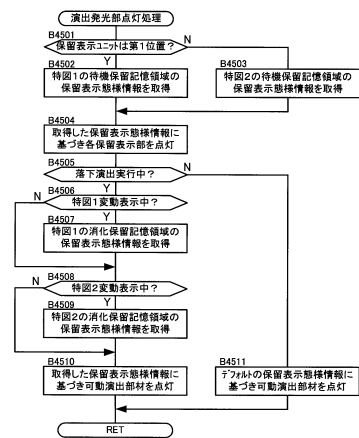 演出発光部点灯処理
B4501
保留表示ユニットは第1位置?
N
Y
B4502
特図1の待機保留記憶領域の
保留表示態様情報を取得
B4503
特図2の待機保留記憶領域の
保留表示態様情報を取得
B4504
取得した保留表示態様情報に
基づき各保留表示部を点灯
B4505
落下演出実行中?
N
Y
B4506
N
特図1変動表示中?
Y
B4507
特図1の消化保留記憶領域の
保留表示態様情報を取得
B4508
N
特図2変動表示中?
Y
B4509
特図2の消化保留記憶領域の
保留表示態様情報を取得
B4510
取得した保留表示態様情報に
基づき可動演出部材を点灯
B4511
デフォルトの保留表示態様情報に
基づき可動演出部材を点灯
RET